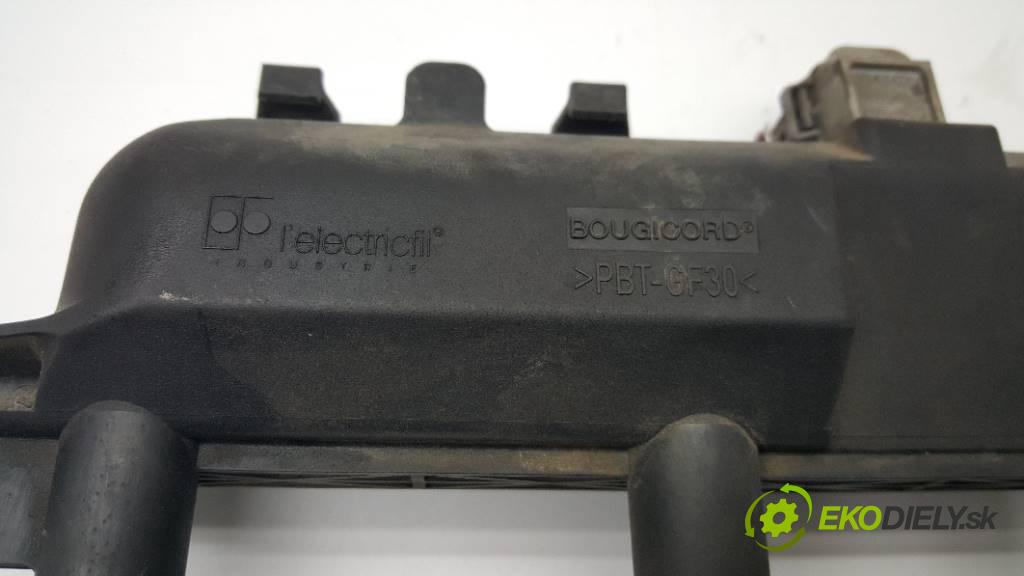 l'electricfil®
INDUSTRIE
BOUGICORD®
>PBT-GF30<
EKODIELY.sk